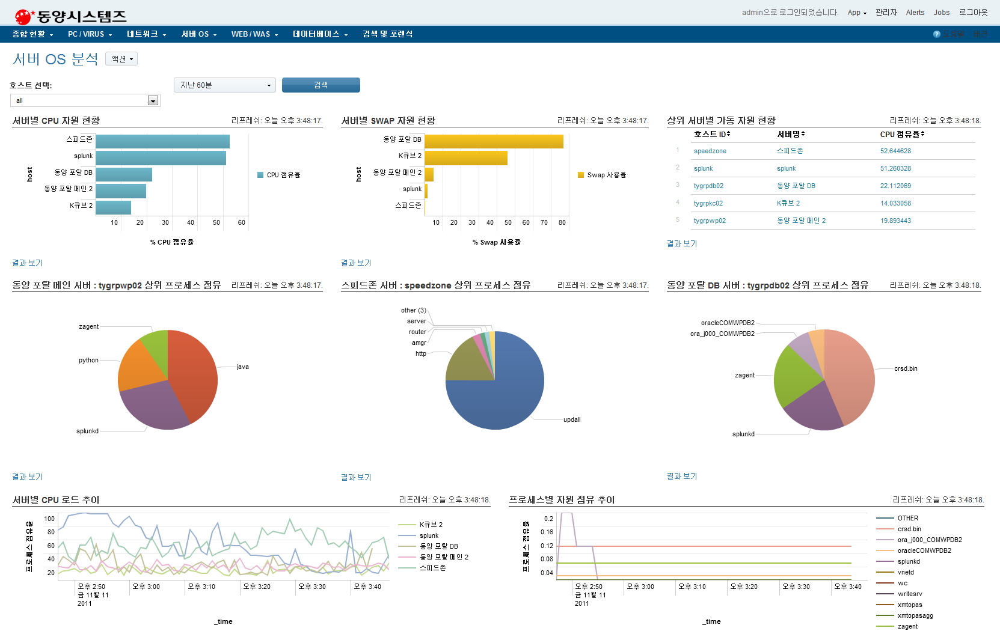 동양시스템즈
admin으로 로그인되었습니다. App 관리자 Alerts Jobs 로그아웃
종합 현황 PC / VIRUS 네트워크 서버 OS WEB / WAS 데이터베이스 검색 및 포렌식
서버 OS 분석 액션
호스트 선택: 지난 60분 검색
all
서버별 CPU 자원 현황 리프레쉬: 오늘 오후 3:48:17.
스피드존
splunk
동양 포탈 DB
동양 포탈 메인 2
K큐브 2
host
CPU 점유율
10 20 30 40 50 60
% CPU 점유율
결과 보기
서버별 SWAP 자원 현황 리프레쉬: 오늘 오후 3:48:17.
동양 포탈 DB
K큐브 2
동양 포탈 메인 2
splunk
스피드존
host
Swap 사용율
10 20 30 40 50 60 70 80
% Swap 사용율
결과 보기
상위 서버별 가동 자원 현황 리프레쉬: 오늘 오후 3:48:18.
호스트 ID 서버명 CPU 점유율
1 speedzone 스피드존 52.644628
2 splunk splunk 51.260328
3 tygrpdb02 동양 포탈 DB 22.112069
4 tygrpkc02 K큐브 2 14.033058
5 tygrpwp02 동양 포탈 메인 2 19.893443
결과 보기
동양 포탈 메인 서버 : tygrpwp02 상위 프로세스 점유 리프레쉬: 오늘 오후 3:48:17.
zagent
python
java
splunkd
결과 보기
스피드존 서버 : speedzone 상위 프로세스 점유 리프레쉬: 오늘 오후 3:48:17.
other (3)
server
router
amgr
http
updall
결과 보기
동양 포탈 DB 서버 : tygrpdb02 상위 프로세스 점유 리프레쉬: 오늘 오후 3:48:18.
oracleCOMWPDB2
ora_j000_COMWPDB2
crsd.bin
zagent
splunkd
결과 보기
서버별 CPU 로드 추이 리프레쉬: 오늘 오후 3:48:18.
프로세스 점유율
100
80
60
40
20
K큐브 2
splunk
동양 포탈 DB
동양 포탈 메인 2
스피드존
오후 2:50 오후 3:00 오후 3:10 오후 3:20 오후 3:30 오후 3:40
금 11월 11
2011
_time
프로세스별 자원 점유 추이 리프레쉬: 오늘 오후 3:48:18.
프로세스 점유율
0.2
0.16
0.12
0.08
0.04
OTHER
crsd.bin
ora_j000_COMWPDB2
oracleCOMWPDB2
splunkd
vnetd
wc
writesrv
xmtopas
xmtopasagg
zagent
오후 2:50 오후 3:00 오후 3:10 오후 3:20 오후 3:30 오후 3:40
금 11월 11
2011
_time